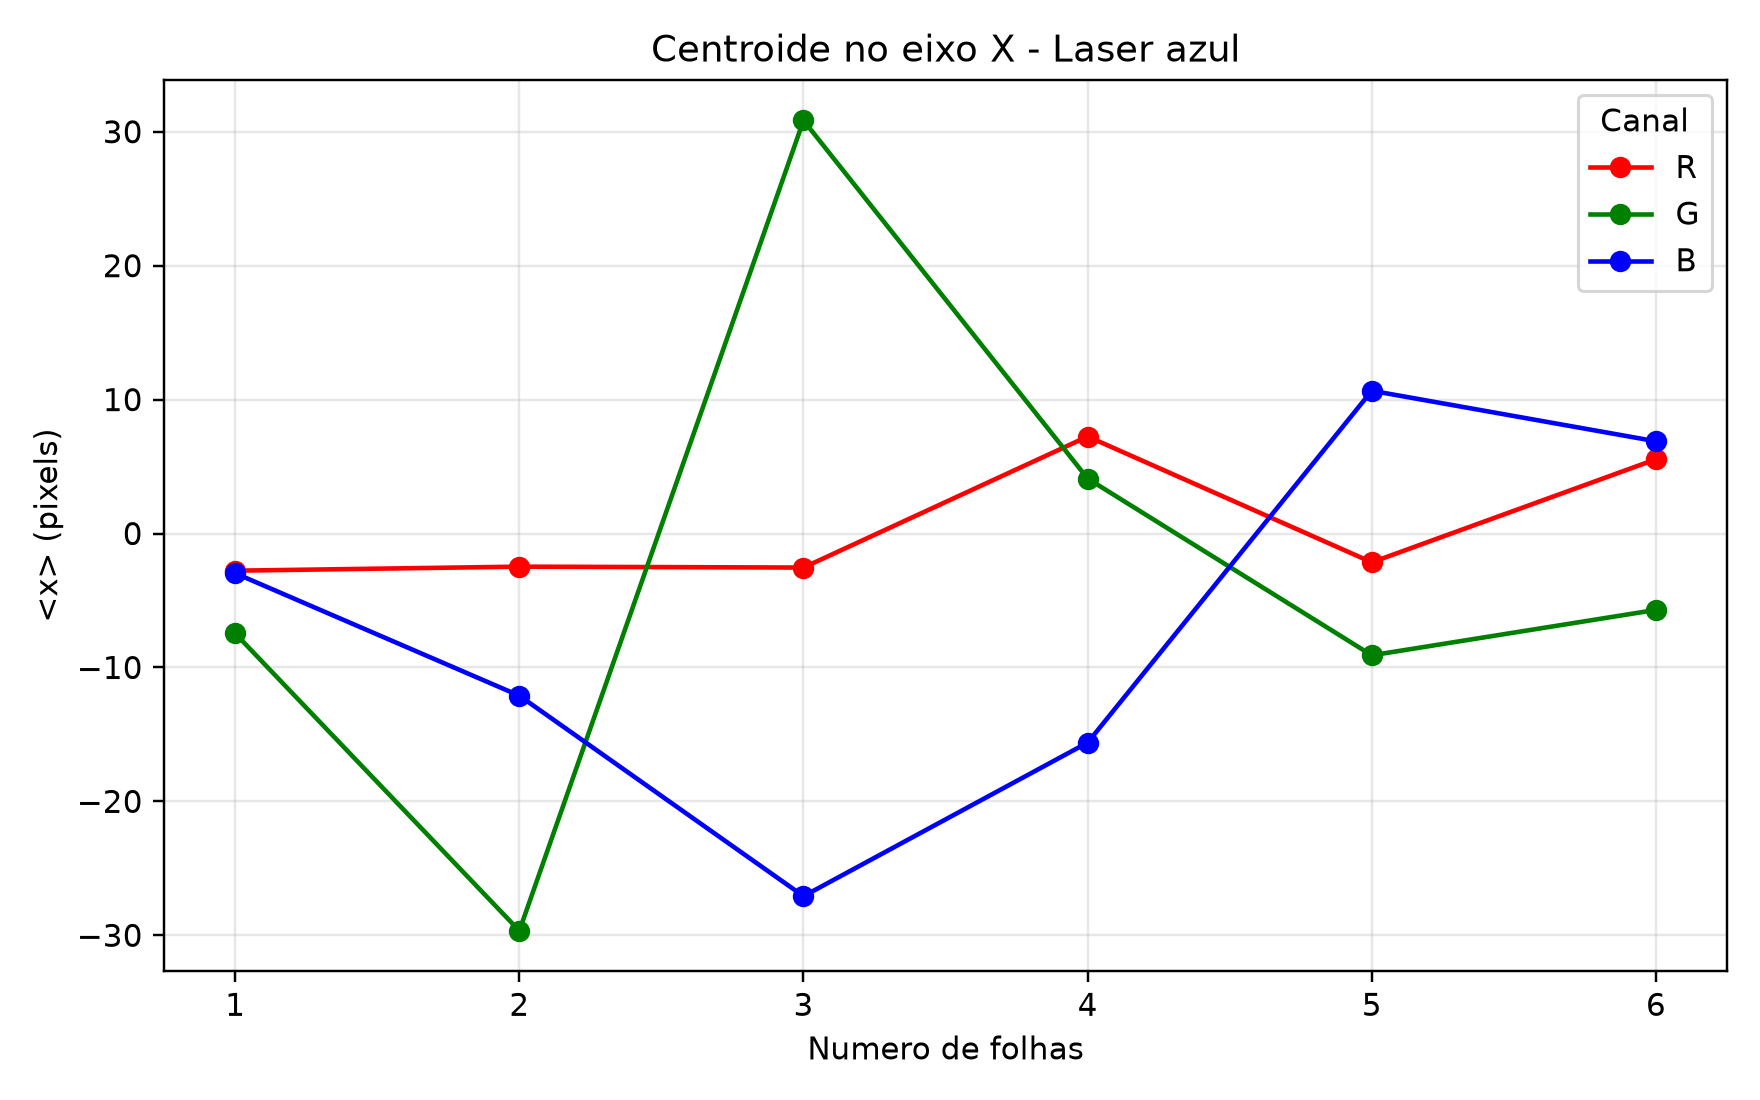 Centroide no eixo X - Laser azul
Canal
R
G
B
30
20
10
0
−10
−20
−30
<x> (pixels)
1 2 3 4 5 6
Numero de folhas